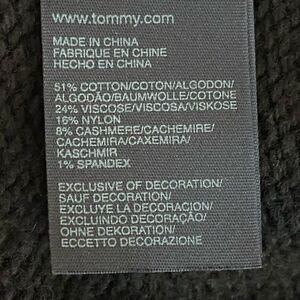 www.tommy.com
MADE IN CHINA
FABRIQUE EN CHINE
HECHO EN CHINA
51% COTTON/COTON/ALGODON/
ALGODÃO/BAUMWOLLE/COTONE
24% VISCOSE/VISCOSA/VISKOSE
16% NYLON
8% CASHMERE/CACHEMIRE/
CACHEMIRA/CAXEMIRA/
KASCHMIR
1% SPANDEX
EXCLUSIVE OF DECORATION/
SAUF DECORATION/
EXCLUYE LA DECORACION/
EXCLUINDO DECORAÇÃO/
OHNE DEKORATION/
ECCETTO DECORAZIONE